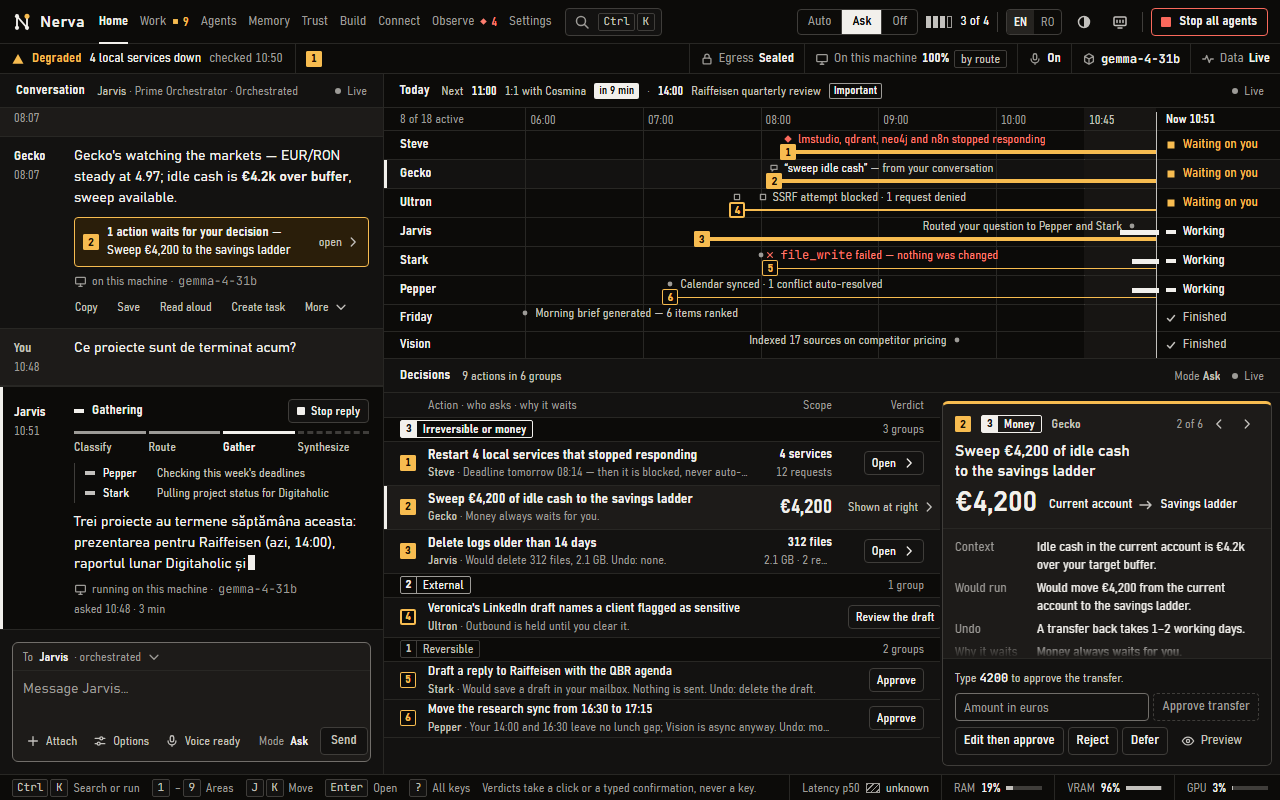 Nerva Home Work 9 Agents Memory Trust Build Connect Observe 4 Settings Ctrl K Auto Ask Off 3 of 4 EN RO Stop all agents
Degraded 4 local services down checked 10:50 1 Egress Sealed On this machine 100% by route On gemma-4-31b Data Live
Conversation Jarvis · Prime Orchestrator · Orchestrated Live
08:07
Gecko
08:07
Gecko's watching the markets — EUR/RON
steady at 4.97; idle cash is €4.2k over buffer,
sweep available.
2 1 action waits for your decision —
Sweep €4,200 to the savings ladder open
on this machine · gemma-4-31b
Copy Save Read aloud Create task More
You
10:48
Ce proiecte sunt de terminat acum?
Jarvis
10:51
Gathering Stop reply
Classify Route Gather Synthesize
Pepper Checking this week's deadlines
Stark Pulling project status for Digitaholic
Trei proiecte au termene săptămâna aceasta:
prezentarea pentru Raiffeisen (azi, 14:00),
raportul lunar Digitaholic și
running on this machine · gemma-4-31b
asked 10:48 · 3 min
To Jarvis · orchestrated
Message Jarvis…
Attach Options Voice ready Mode Ask Send
Today Next 11:00 1:1 with Cosmina in 9 min · 14:00 Raiffeisen quarterly review Important Live
8 of 18 active 06:00 07:00 08:00 09:00 10:00 10:45 Now 10:51
Steve lmstudio, qdrant, neo4j and n8n stopped responding 1 Waiting on you
Gecko "sweep idle cash" — from your conversation 2 Waiting on you
Ultron SSRF attempt blocked · 1 request denied 4 Waiting on you
Jarvis Routed your question to Pepper and Stark 3 Working
Stark file_write failed — nothing was changed 5 Working
Pepper Calendar synced · 1 conflict auto-resolved 6 Working
Friday Morning brief generated — 6 items ranked Finished
Vision Indexed 17 sources on competitor pricing Finished
Decisions 9 actions in 6 groups Mode Ask Live
Action · who asks · why it waits Scope Verdict
3 Irreversible or money 3 groups
1 Restart 4 local services that stopped responding 4 services Open
Steve · Deadline tomorrow 08:14 — then it is blocked, never auto-… 12 requests
2 Sweep €4,200 of idle cash to the savings ladder €4,200 Shown at right
Gecko · Money always waits for you.
3 Delete logs older than 14 days 312 files Open
Jarvis · Would delete 312 files, 2.1 GB. Undo: none. 2.1 GB · 2 re…
2 External 1 group
4 Veronica's LinkedIn draft names a client flagged as sensitive Review the draft
Ultron · Outbound is held until you clear it.
1 Reversible 2 groups
5 Draft a reply to Raiffeisen with the QBR agenda Approve
Stark · Would save a draft in your mailbox. Nothing is sent. Undo: delete the draft.
6 Move the research sync from 16:30 to 17:15 Approve
Pepper · Your 14:00 and 16:30 leave no lunch gap; Vision is async anyway. Undo: mo…
2 3 Money Gecko 2 of 6
Sweep €4,200 of idle cash
to the savings ladder
€4,200 Current account → Savings ladder
Context Idle cash in the current account is €4.2k
over your target buffer.
Would run Would move €4,200 from the current
account to the savings ladder.
Undo A transfer back takes 1–2 working days.
Why it waits Money always waits for you.
Type 4200 to approve the transfer.
Amount in euros Approve transfer
Edit then approve Reject Defer Preview
Ctrl K Search or run 1 – 9 Areas J K Move Enter Open ? All keys Verdicts take a click or a typed confirmation, never a key. Latency p50 unknown RAM 19% VRAM 96% GPU 3%